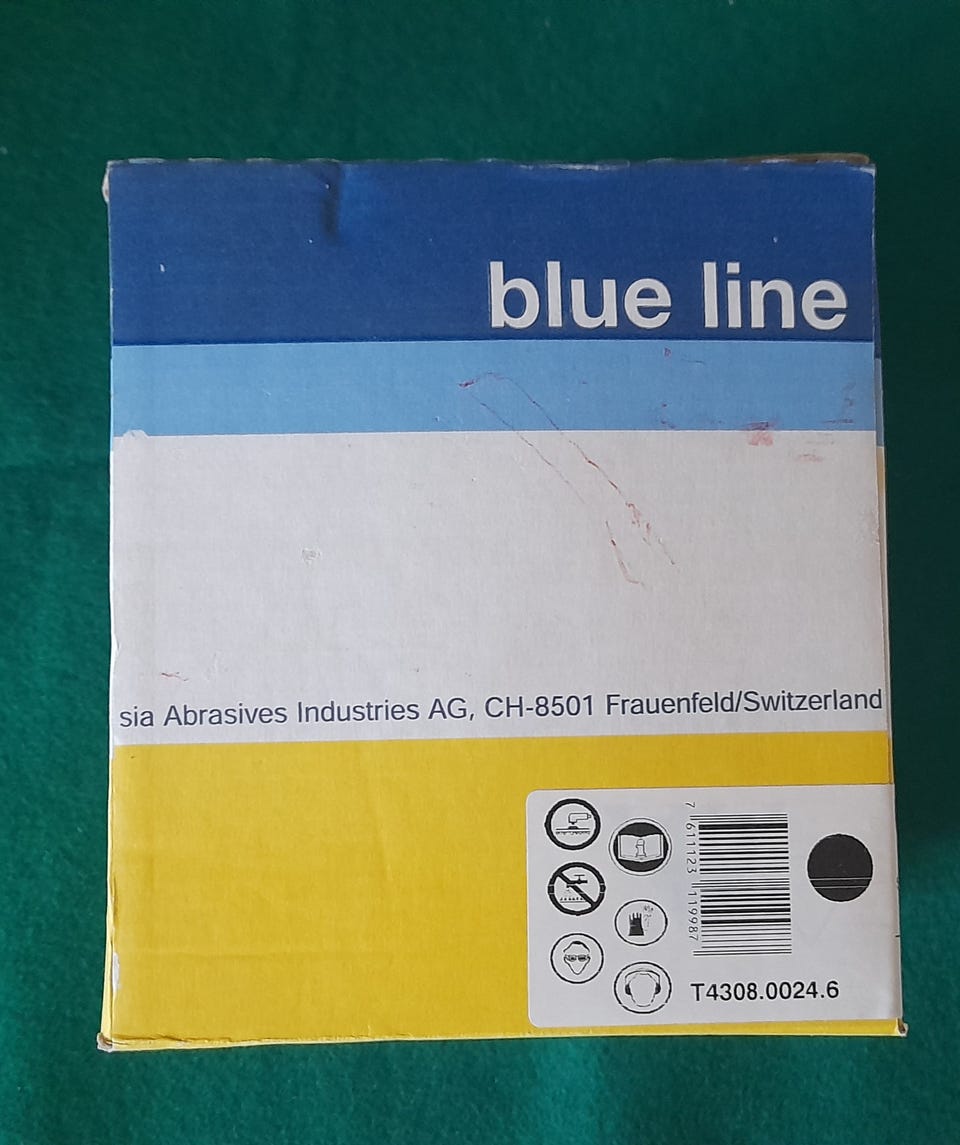 blue line
sia Abrasives Industries AG, CH-8501 Frauenfeld/Switzerland
7 611123 119987
T4308.0024.6